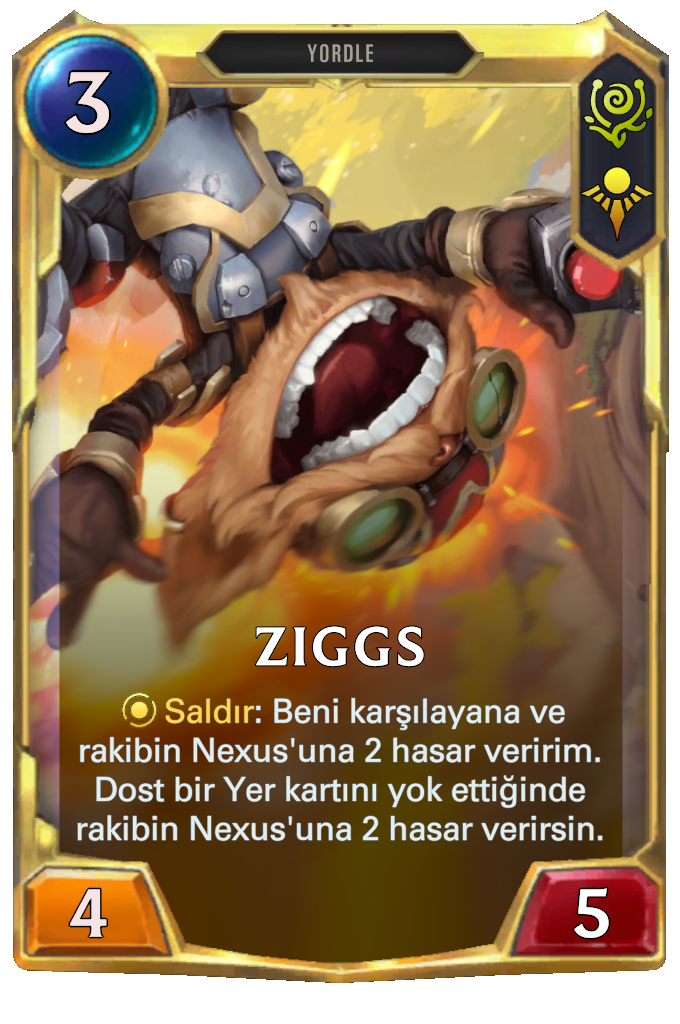 3
YORDLE
ZIGGS
Saldır: Beni karşılayana ve
rakibin Nexus'una 2 hasar veririm.
Dost bir Yer kartını yok ettiğinde
rakibin Nexus'una 2 hasar verirsin.
4
5